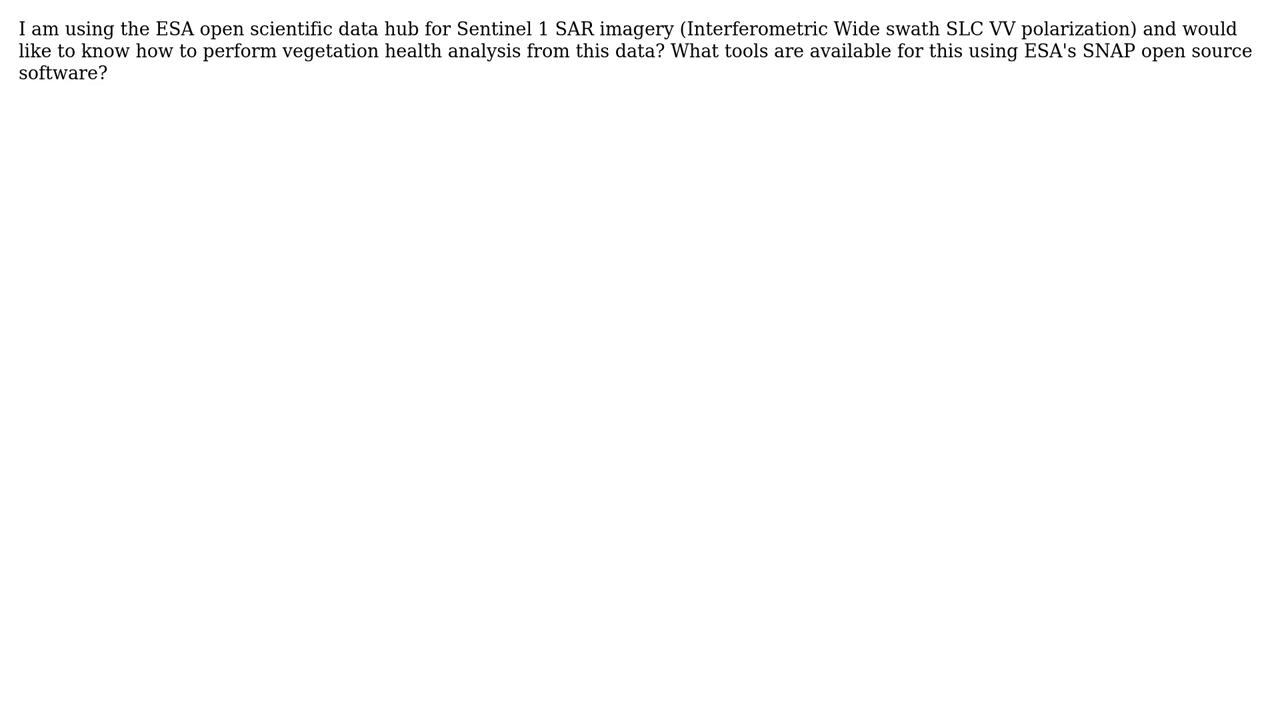 I am using the ESA open scientific data hub for Sentinel 1 SAR imagery (Interferometric Wide swath SLC VV polarization) and would
like to know how to perform vegetation health analysis from this data? What tools are available for this using ESA's SNAP open source
software?